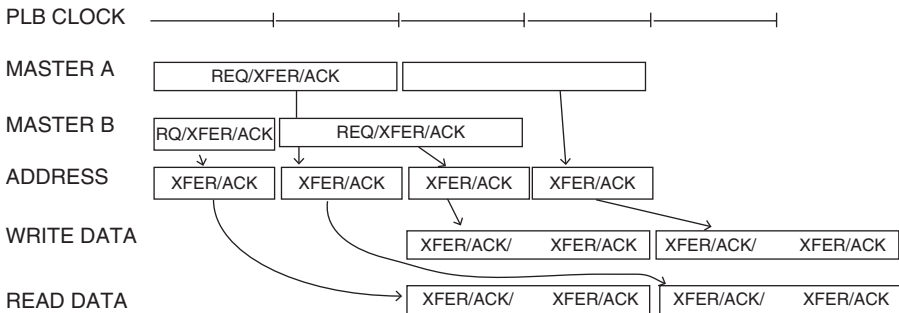 PLB CLOCK
MASTER A REQ/XFER/ACK
MASTER B RQ/XFER/ACK REQ/XFER/ACK
ADDRESS XFER/ACK XFER/ACK XFER/ACK XFER/ACK
WRITE DATA XFER/ACK/ XFER/ACK XFER/ACK/ XFER/ACK
READ DATA XFER/ACK/ XFER/ACK XFER/ACK/ XFER/ACK